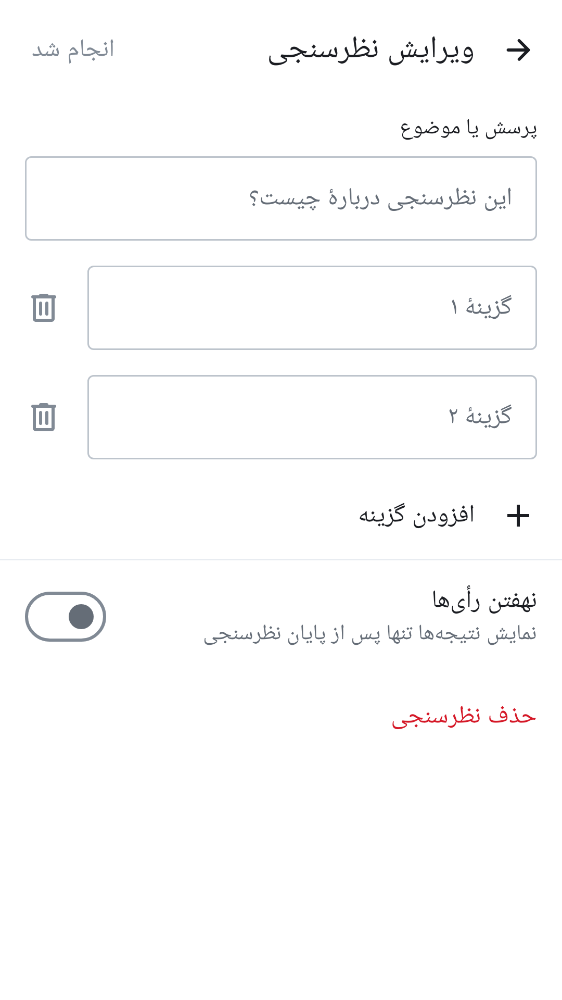 ویرایش نظرسنجی
انجام شد
پرسش یا موضوع
این نظرسنجی دربارهٔ چیست؟
گزینهٔ ۱
گزینهٔ ۲
افزودن گزینه
نهفتن رأی‌ها
نمایش نتیجه‌ها تنها پس از پایان نظرسنجی
حذف نظرسنجی